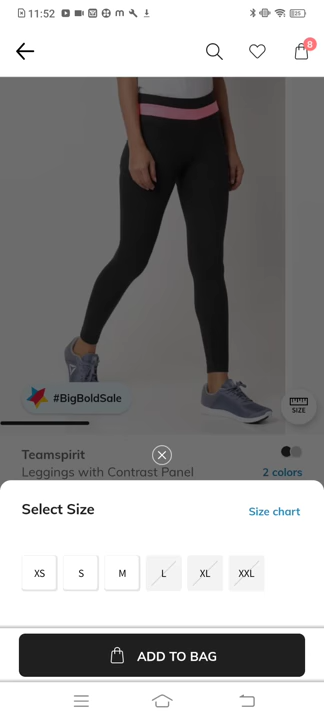 11:52
25
8
#BigBoldSale
SIZE
Teamspirit
Leggings with Contrast Panel
2 colors
Select Size
Size chart
XS S M L XL XXL
ADD TO BAG